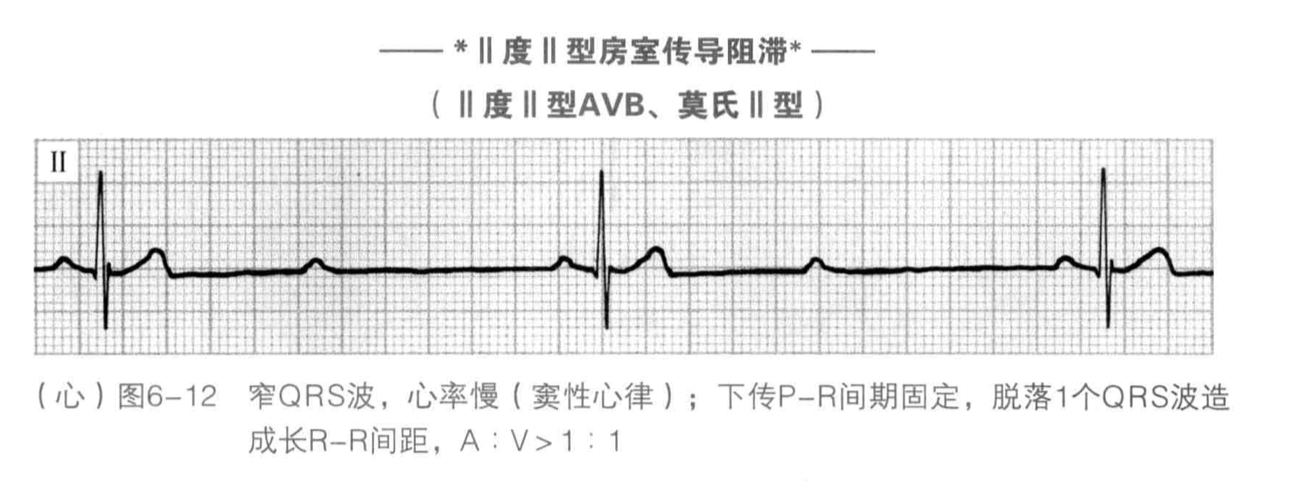 *Ⅱ度Ⅱ型房室传导阻滞*
(Ⅱ度Ⅱ型AVB、莫氏Ⅱ型)
II
(心)图6-12 窄QRS波，心率慢(窦性心律)；下传P-R间期固定，脱落1个QRS波造
成长R-R间距，A：V>1：1